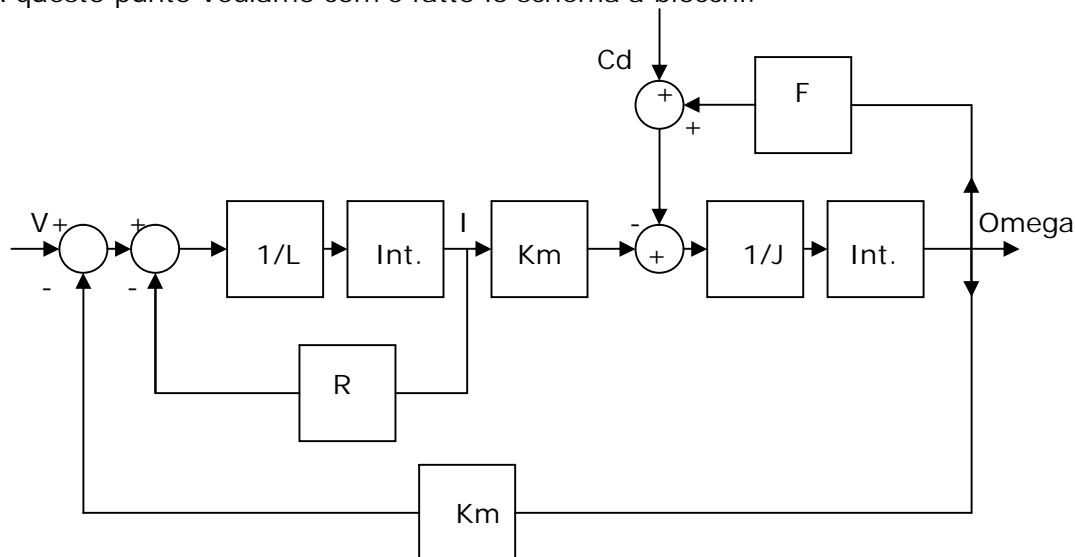 questo punto vediamo com'è fatto lo schema a blocchi
Cd
+
F
+
V+
-
+
-
1/L
Int.
I
Km
-
+
1/J
Int.
Omega
R
Km